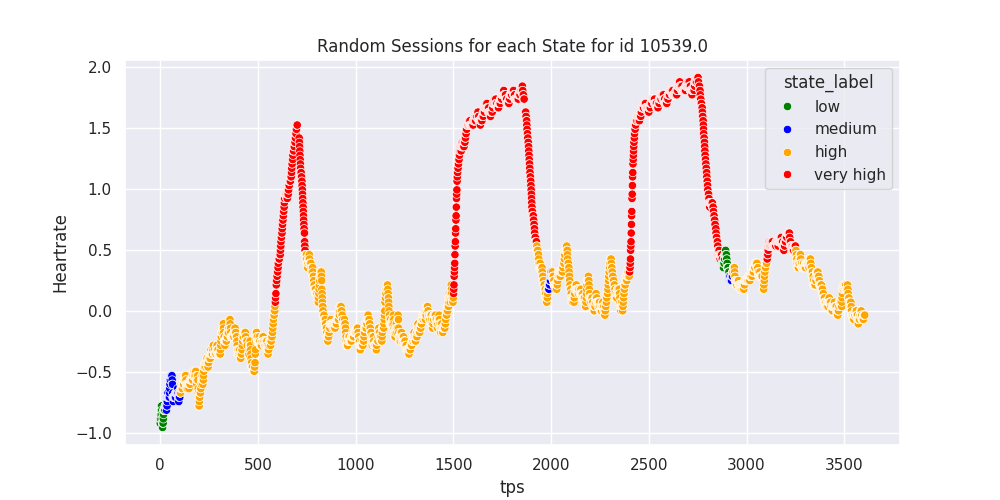 Random Sessions for each State for id 10539.0
2.0
1.5
1.0
0.5
0.0
−0.5
−1.0
Heartrate
state_label
low
medium
high
very high
0 500 1000 1500 2000 2500 3000 3500
tps